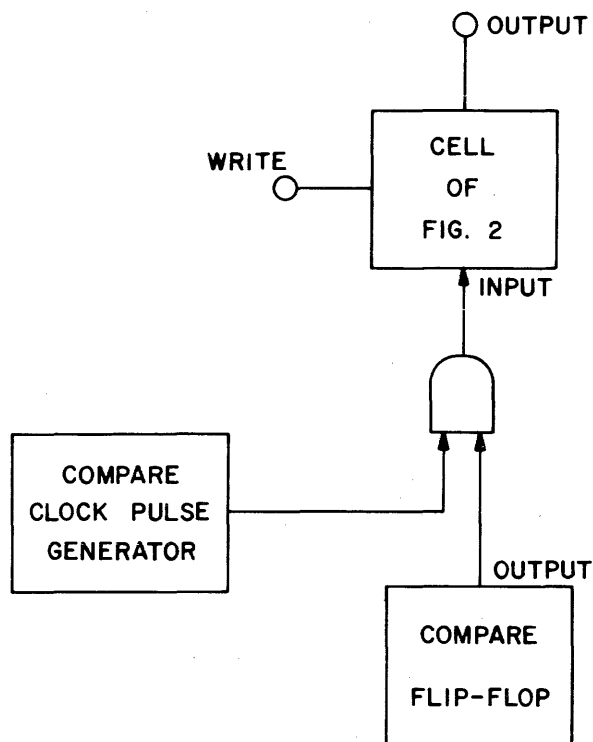 OUTPUT
CELL
OF
FIG. 2
WRITE
INPUT
COMPARE
CLOCK PULSE
GENERATOR
OUTPUT
COMPARE
FLIP-FLOP